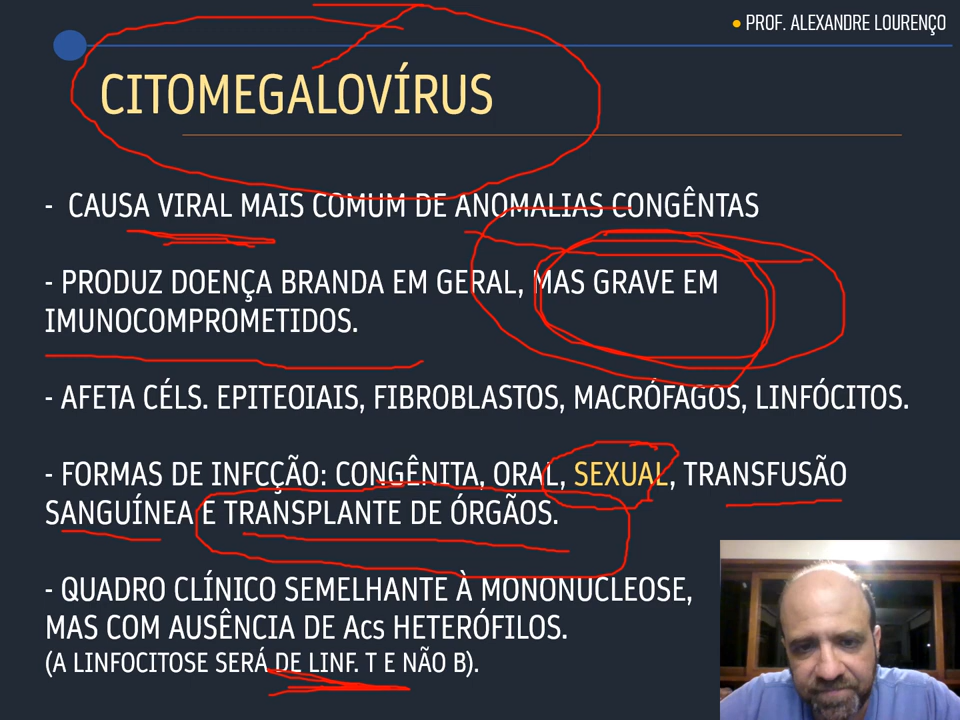 PROF. ALEXANDRE LOURENÇO
CITOMEGALOVÍRUS
- CAUSA VIRAL MAIS COMUM DE ANOMALIAS CONGÊNTAS
- PRODUZ DOENÇA BRANDA EM GERAL, MAS GRAVE EM
IMUNOCOMPROMETIDOS.
- AFETA CÉLS. EPITEOIAIS, FIBROBLASTOS, MACRÓFAGOS, LINFÓCITOS.
- FORMAS DE INFCÇÃO: CONGÊNITA, ORAL, SEXUAL, TRANSFUSÃO
SANGUÍNEA E TRANSPLANTE DE ÓRGÃOS.
- QUADRO CLÍNICO SEMELHANTE À MONONUCLEOSE,
MAS COM AUSÊNCIA DE Acs HETERÓFILOS.
(A LINFOCITOSE SERÁ DE LINF. T E NÃO B).